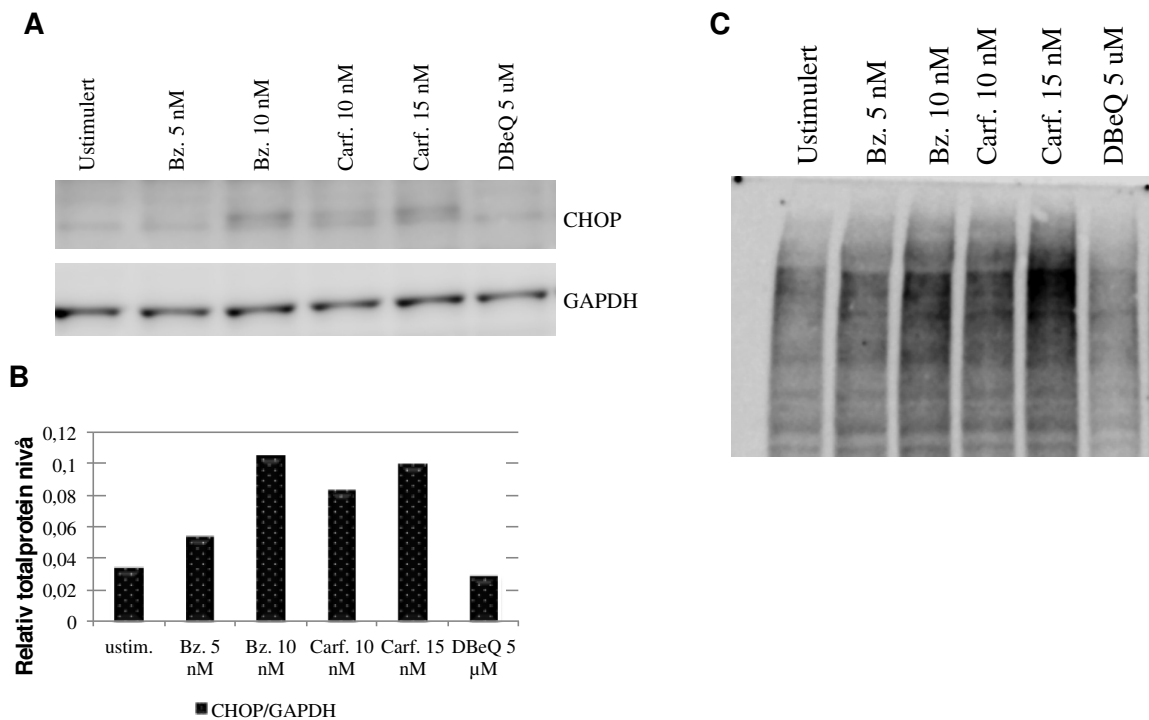 A
Ustimulert
Bz. 5 nM
Bz. 10 nM
Carf. 10 nM
Carf. 15 nM
DBeQ 5 uM
CHOP
GAPDH
B
Relativ totalprotein nivå
0,12
0,1
0,08
0,06
0,04
0,02
0
ustim.
Bz. 5
nM
Bz. 10
nM
Carf. 10
nM
Carf. 15
nM
DBeQ 5
µM
CHOP/GAPDH
C
Ustimulert
Bz. 5 nM
Bz. 10 nM
Carf. 10 nM
Carf. 15 nM
DBeQ 5 uM